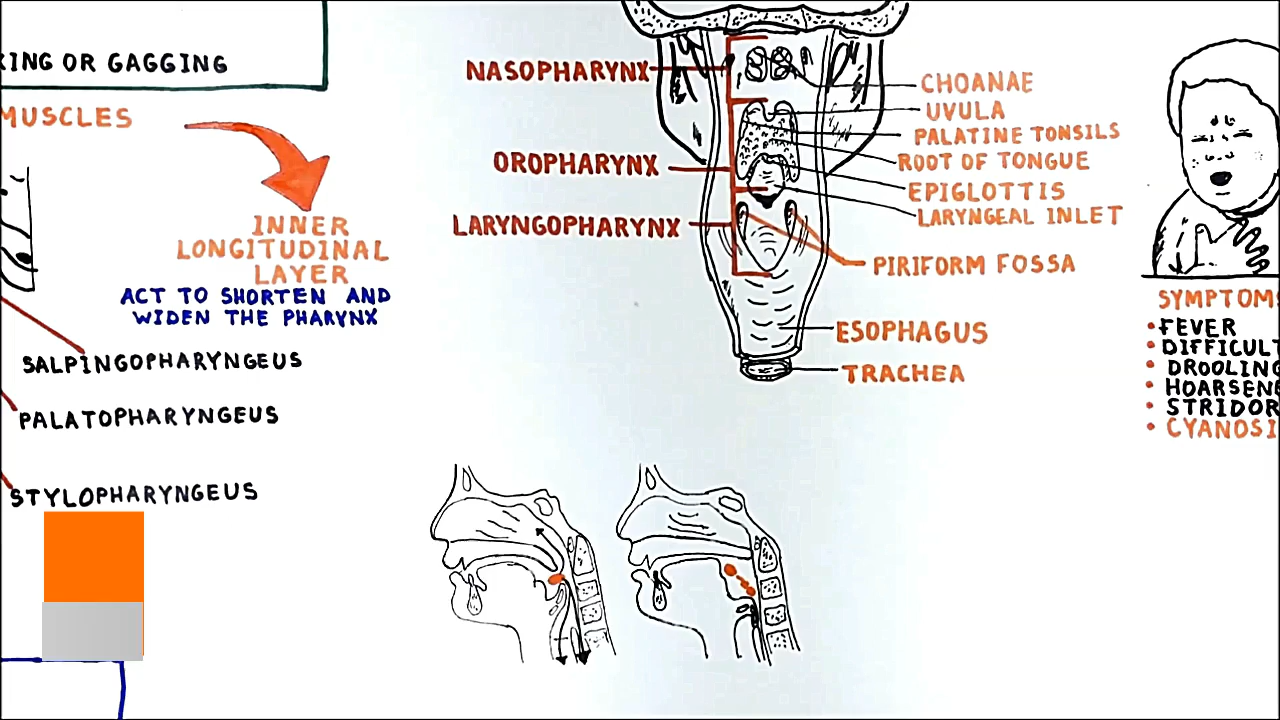 KING OR GAGGING
MUSCLES
INNER
LONGITUDINAL
LAYER
ACT TO SHORTEN AND
WIDEN THE PHARYNX
SALPINGOPHARYNGEUS
PALATOPHARYNGEUS
STYLOPHARYNGEUS
NASOPHARYNX
OROPHARYNX
LARYNGOPHARYNX
CHOANAE
UVULA
PALATINE TONSILS
ROOT OF TONGUE
EPIGLOTTIS
LARYNGEAL INLET
PIRIFORM FOSSA
ESOPHAGUS
TRACHEA
SYMPTOM
• FEVER
• DIFFICULT
• DROOLING
• HOARSENE
• STRIDOR
• CYANOSI